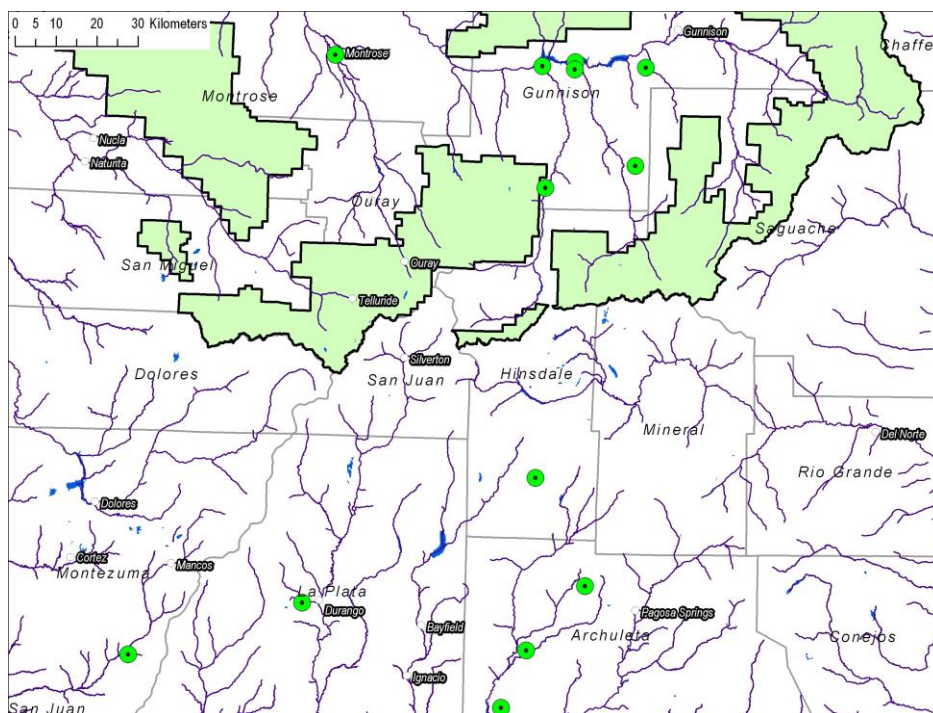 0 5 10 20 30 Kilometers
Gunnison
Montrose
Chaffe
Montrose
Gunnison
Nucla
Naturita
Ouray
Saguache
San Miguel
Ouray
Telluride
Silverton
Dolores
San Juan
Hinsdale
Mineral
Del Norte
Rio Grande
Dolores
Cortez
Mancos
Montezuma
La Plata
Durango
Pagosa Springs
Bayfield
Archuleta
Conejos
Ignacio
San Juan